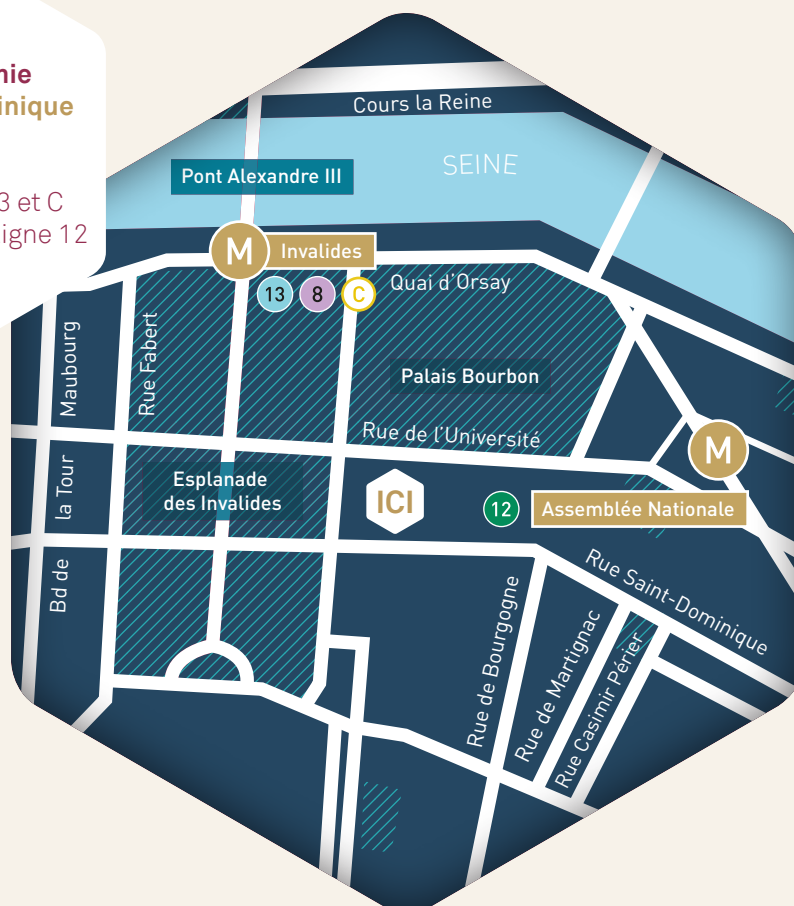 mie
inique
3 et C
igne 12
Cours la Reine
SEINE
Pont Alexandre III
M
Invalides
13
8
C
Quai d'Orsay
Maubourg
Rue Fabert
Palais Bourbon
Rue de l'Université
M
la Tour
Esplanade
des Invalides
ICI
12
Assemblée Nationale
Bd de
Rue Saint-Dominique
Rue de Bourgogne
Rue de Martignac
Rue Casimir Périer